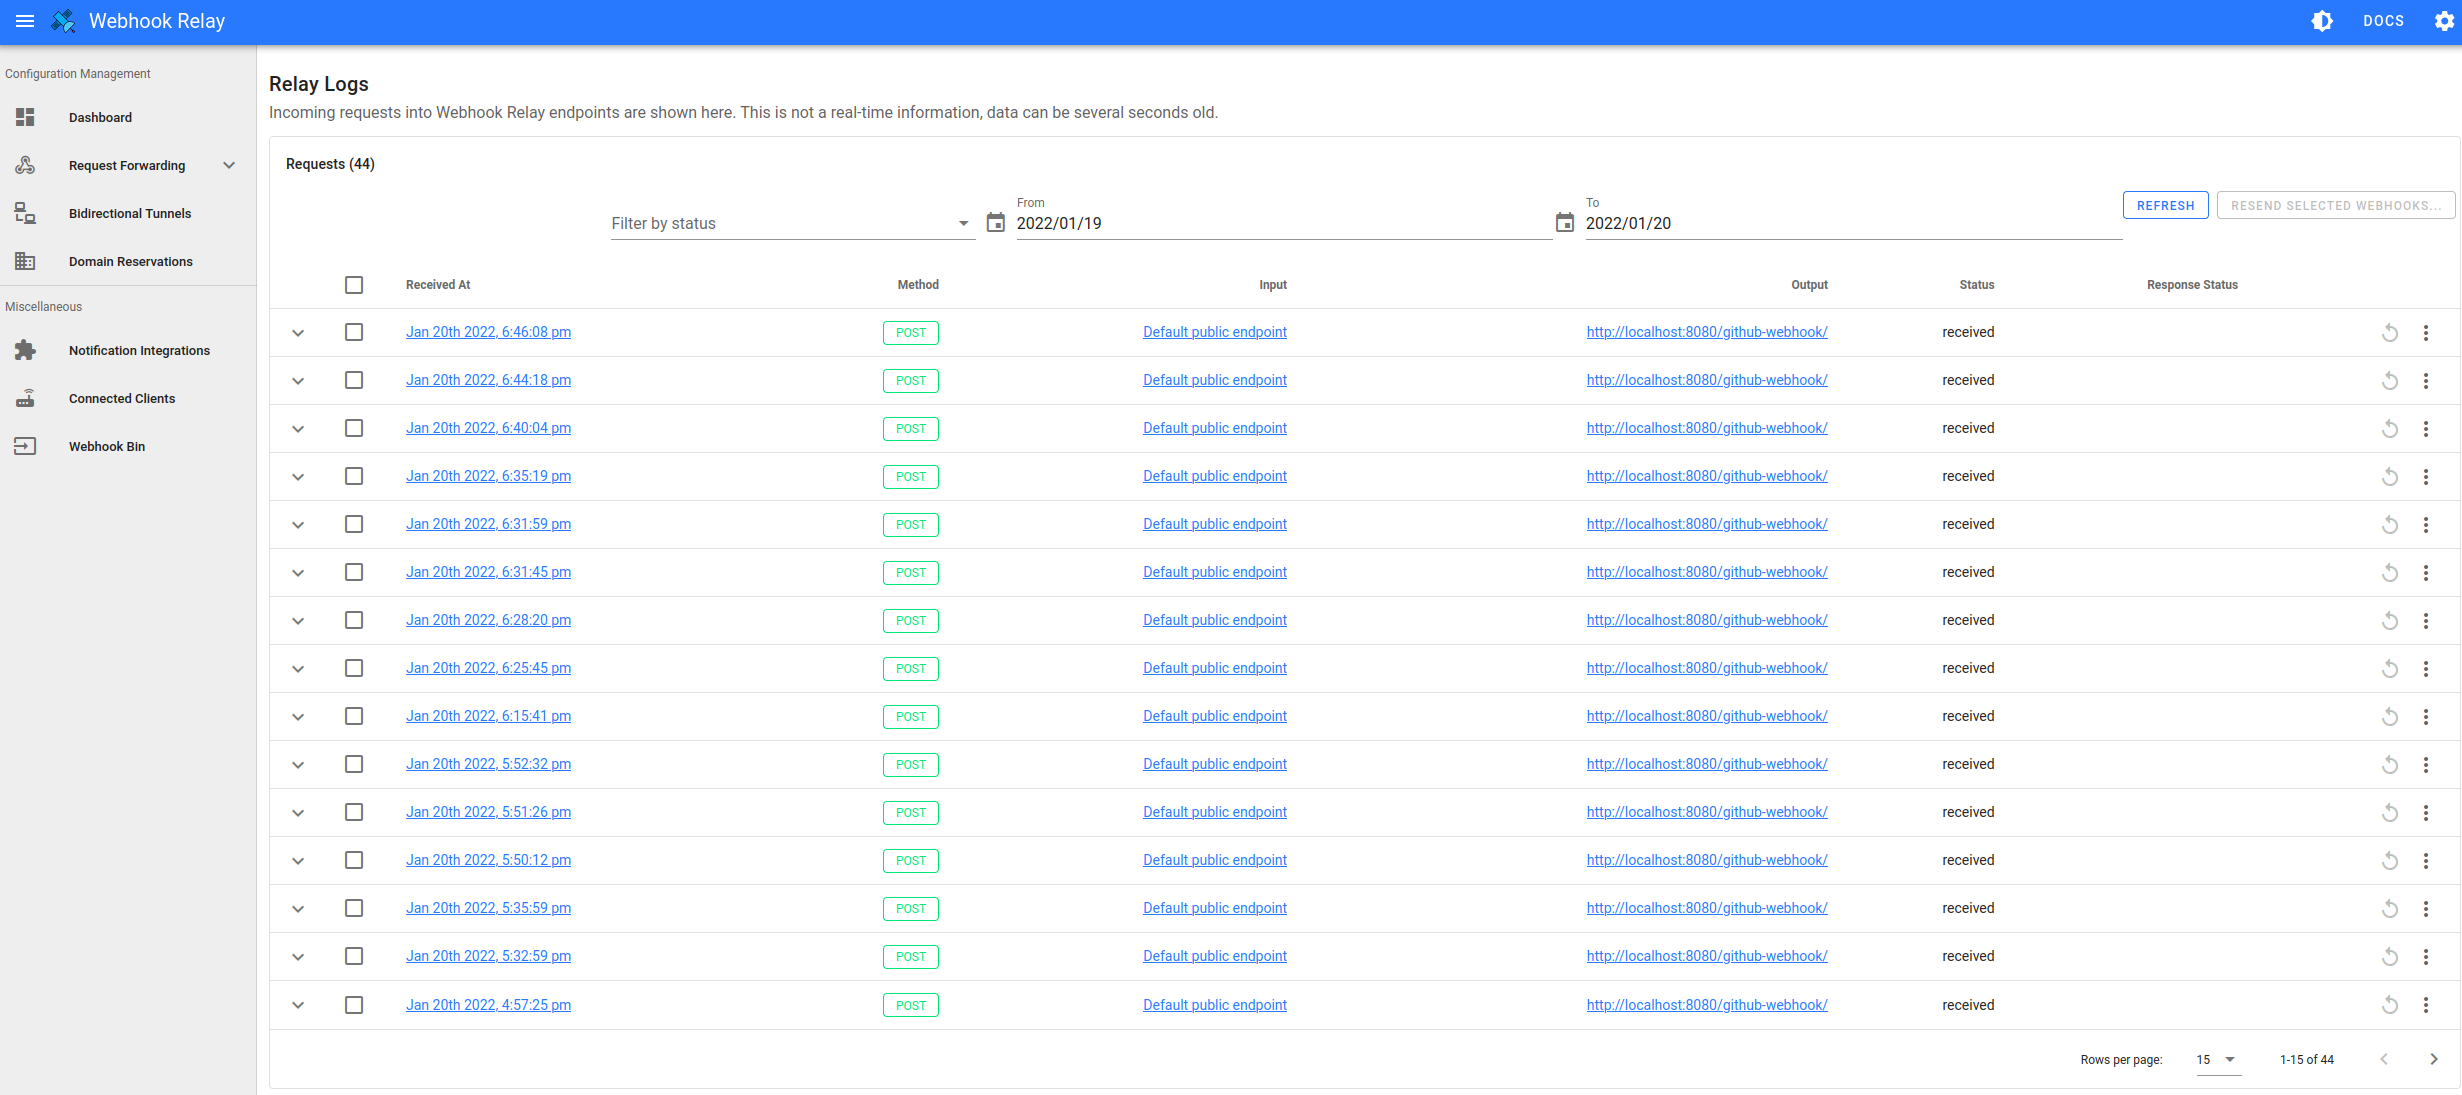 Webhook Relay
DOCS
Configuration Management
Dashboard
Request Forwarding
Bidirectional Tunnels
Domain Reservations
Miscellaneous
Notification Integrations
Connected Clients
Webhook Bin
Relay Logs
Incoming requests into Webhook Relay endpoints are shown here. This is not a real-time information, data can be several seconds old.
Requests (44)
Filter by status
From
2022/01/19
To
2022/01/20
REFRESH
RESEND SELECTED WEBHOOKS...
Received At Method Input Output Status Response Status
Jan 20th 2022, 6:46:08 pm POST Default public endpoint http://localhost:8080/github-webhook/ received
Jan 20th 2022, 6:44:18 pm POST Default public endpoint http://localhost:8080/github-webhook/ received
Jan 20th 2022, 6:40:04 pm POST Default public endpoint http://localhost:8080/github-webhook/ received
Jan 20th 2022, 6:35:19 pm POST Default public endpoint http://localhost:8080/github-webhook/ received
Jan 20th 2022, 6:31:59 pm POST Default public endpoint http://localhost:8080/github-webhook/ received
Jan 20th 2022, 6:31:45 pm POST Default public endpoint http://localhost:8080/github-webhook/ received
Jan 20th 2022, 6:28:20 pm POST Default public endpoint http://localhost:8080/github-webhook/ received
Jan 20th 2022, 6:25:45 pm POST Default public endpoint http://localhost:8080/github-webhook/ received
Jan 20th 2022, 6:15:41 pm POST Default public endpoint http://localhost:8080/github-webhook/ received
Jan 20th 2022, 5:52:32 pm POST Default public endpoint http://localhost:8080/github-webhook/ received
Jan 20th 2022, 5:51:26 pm POST Default public endpoint http://localhost:8080/github-webhook/ received
Jan 20th 2022, 5:50:12 pm POST Default public endpoint http://localhost:8080/github-webhook/ received
Jan 20th 2022, 5:35:59 pm POST Default public endpoint http://localhost:8080/github-webhook/ received
Jan 20th 2022, 5:32:59 pm POST Default public endpoint http://localhost:8080/github-webhook/ received
Jan 20th 2022, 4:57:25 pm POST Default public endpoint http://localhost:8080/github-webhook/ received
Rows per page: 15 1-15 of 44